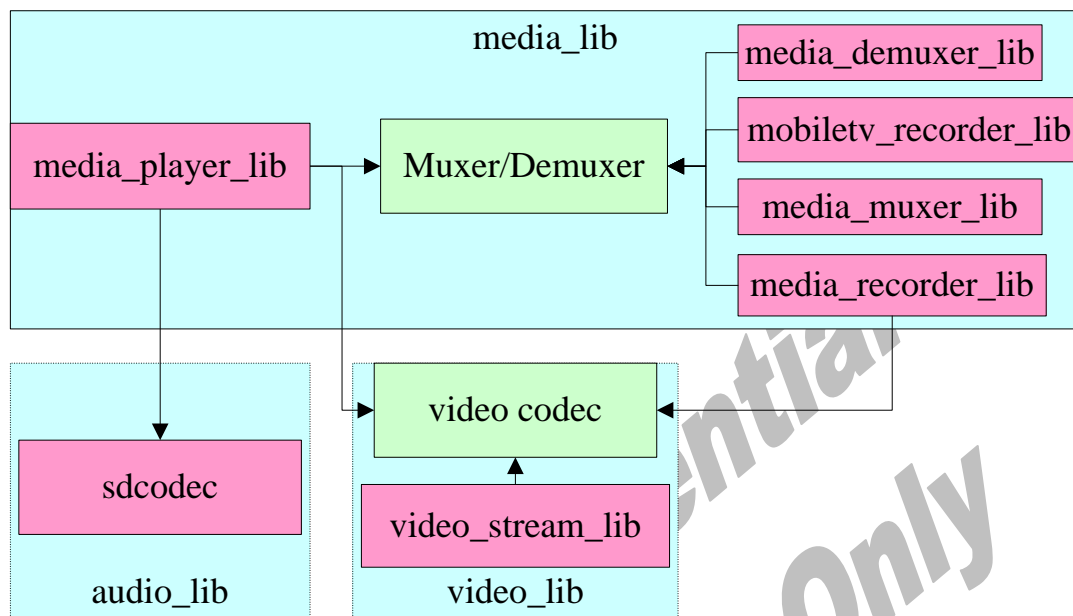 media_lib
media_demuxer_lib
mobiletv_recorder_lib
media_player_lib
Muxer/Demuxer
media_muxer_lib
media_recorder_lib
video codec
sdcodec
video_stream_lib
audio_lib
video_lib
Only